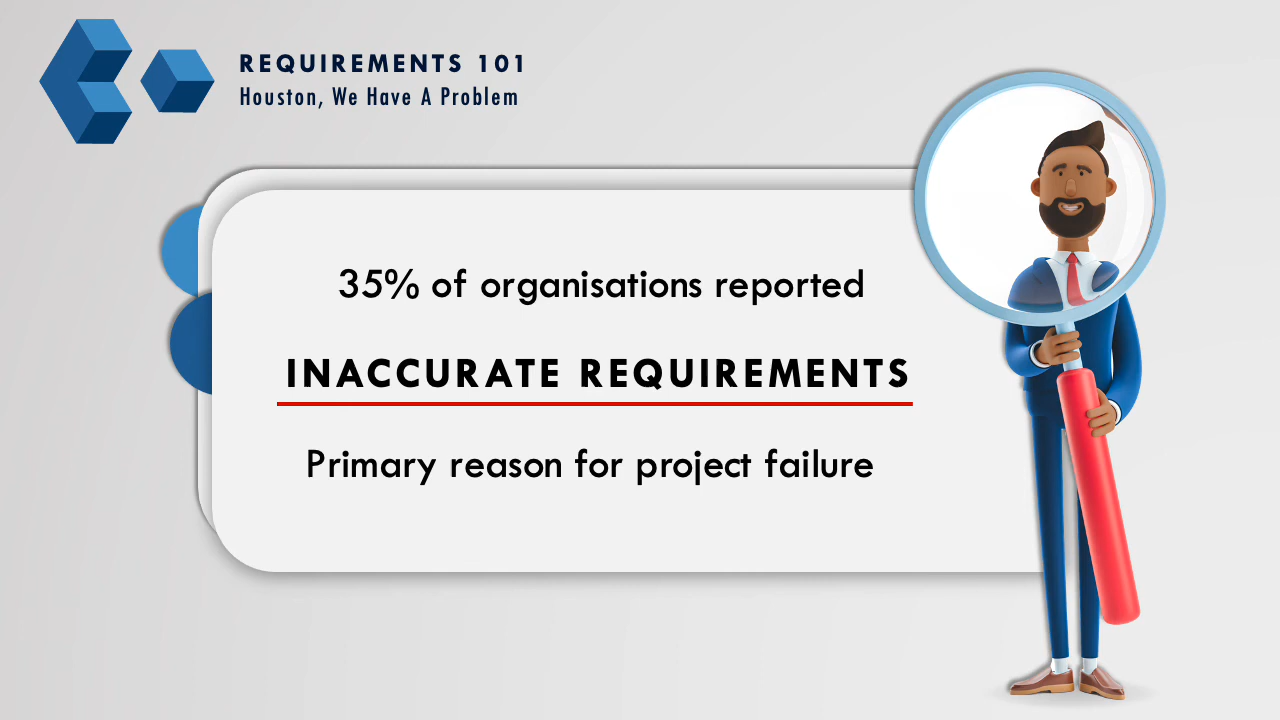 REQUIREMENTS 101
Houston, We Have A Problem
35% of organisations reported
INACCURATE REQUIREMENTS
Primary reason for project failure